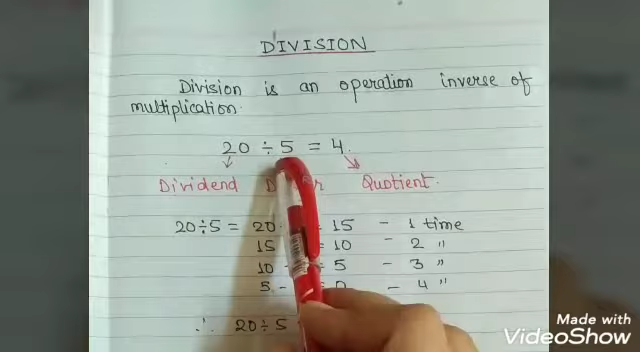 DIVISION
Division is an operation inverse of
multiplication.
20 ÷ 5 = 4.
Dividend Quotient.
20÷5 = 20 = 15 - 1 time
15 = 10 - 2 "
10 - = 5 - 3 "
5 - = 0 - 4 "
∴ 20÷5
Made with
VideoShow